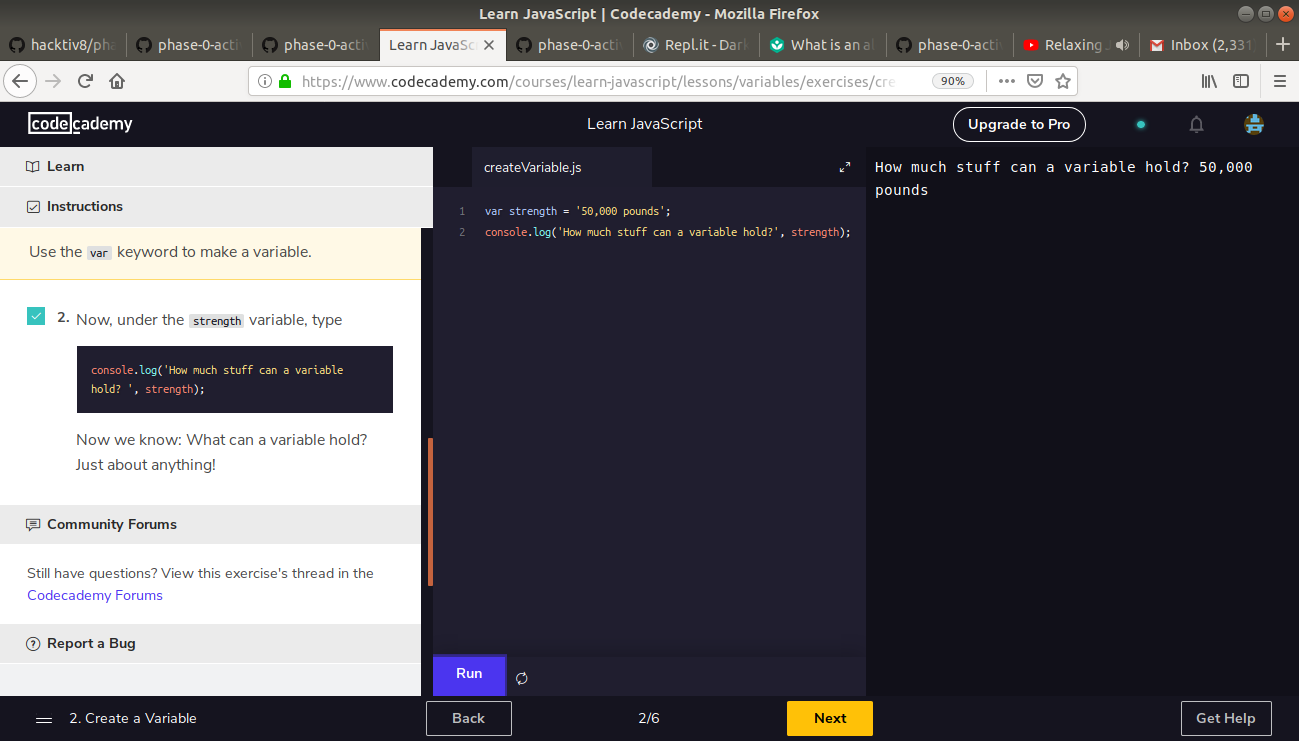 Learn JavaScript | Codecademy - Mozilla Firefox
hacktiv8/pha phase-0-acti phase-0-acti Learn JavaSc phase-0-acti Repl.it - Dark What is an al phase-0-acti Relaxing Inbox (2,331
https://www.codecademy.com/courses/learn-javascript/lessons/variables/exercises/cre 90%
codecademy Learn JavaScript Upgrade to Pro
Learn
Instructions
Use the var keyword to make a variable.
2. Now, under the strength variable, type
console.log('How much stuff can a variable
hold? ', strength);
Now we know: What can a variable hold?
Just about anything!
Community Forums
Still have questions? View this exercise's thread in the
Codecademy Forums
Report a Bug
createVariable.js
1 var strength = '50,000 pounds';
2 console.log('How much stuff can a variable hold?', strength);
Run
How much stuff can a variable hold? 50,000
pounds
2. Create a Variable Back 2/6 Next Get Help